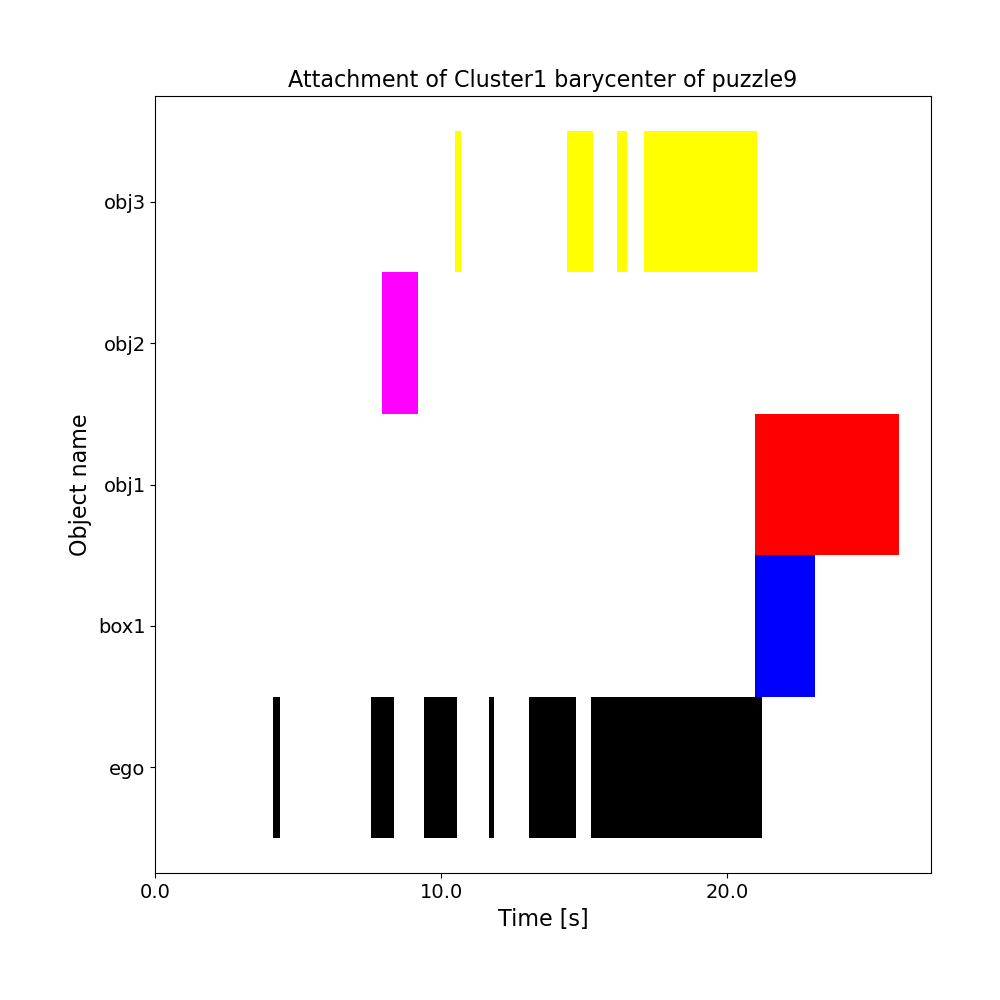 Attachment of Cluster1 barycenter of puzzle9
obj3
obj2
obj1
box1
ego
Object name
0.0 10.0 20.0
Time [s]